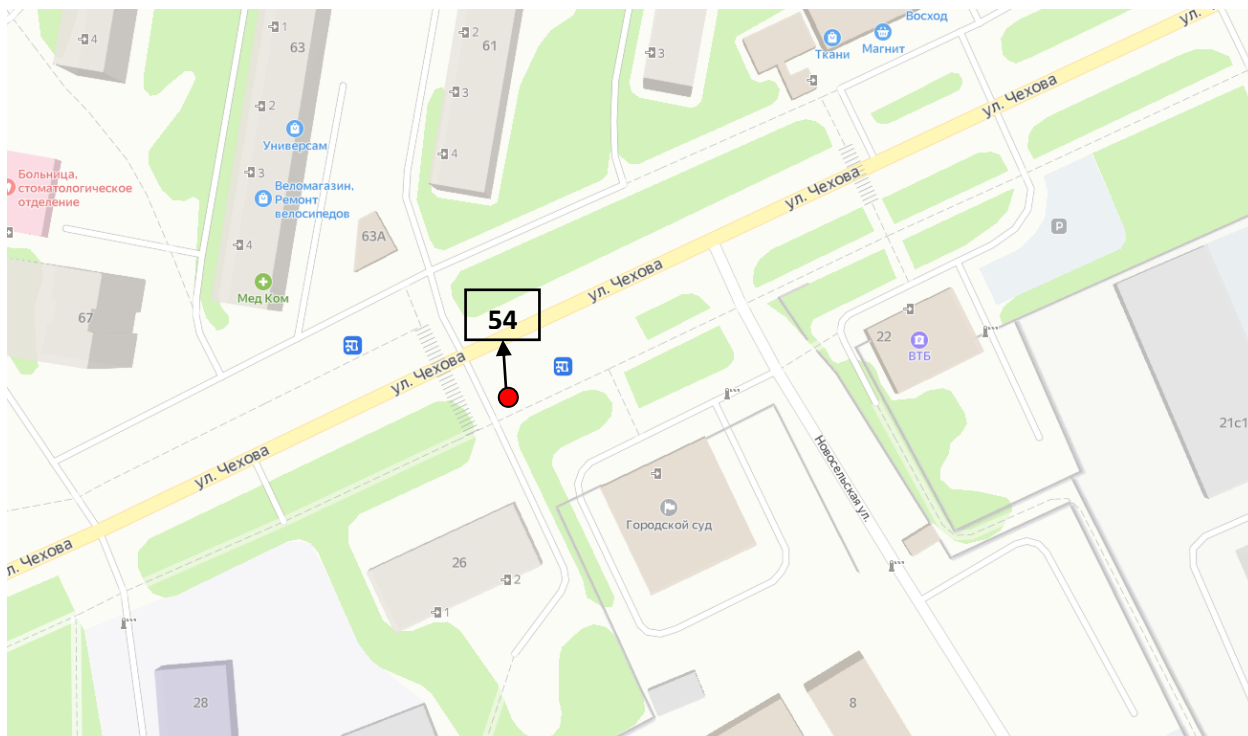 Восход
ул.
1
2
4
63
61
Ткани
Магнит
3
3
2
ул. Чехова
Универсам
4
Больница,
стоматологическое
отделение
3
Веломагазин,
Ремонт
велосипедов
ул. Чехова
P
63А
4
Мед Ком
ул. Чехова
67
54
22
ВТБ
ул. Чехова
21с1
ул. Чехова
Новосельская ул.
Городской суд
л. Чехова
26
2
1
28
8